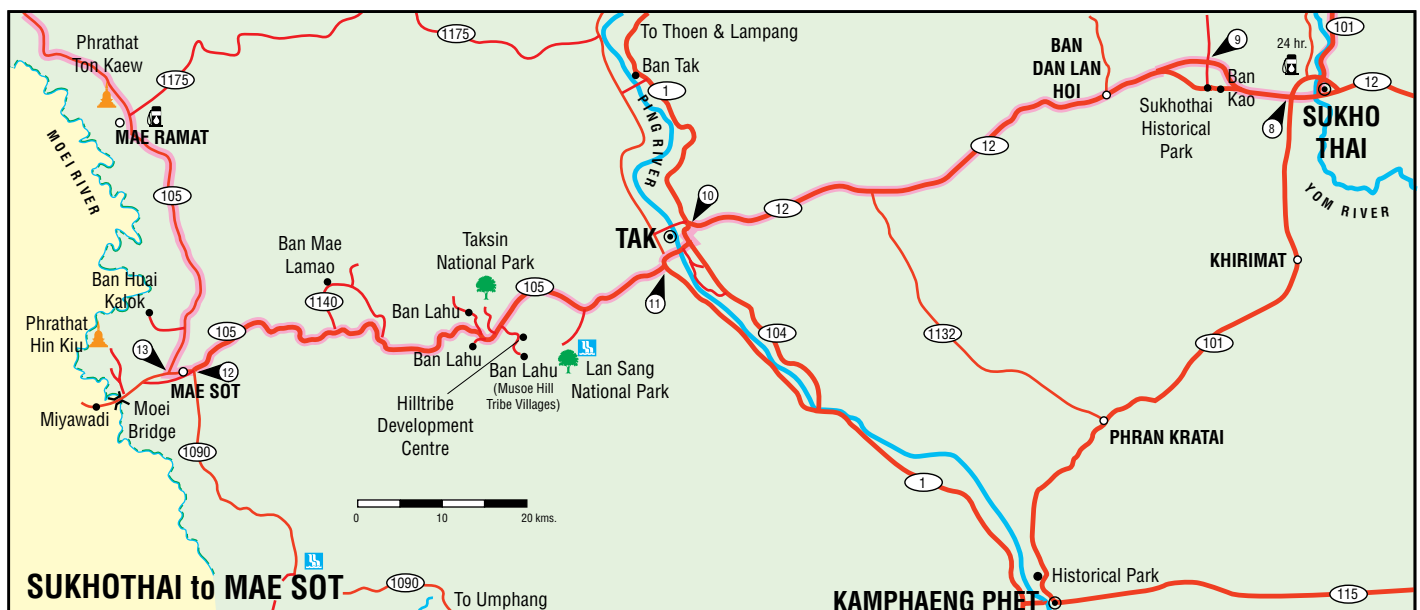 Phrathat
Ton Kaew
1175
MAE RAMAT
MOEI RIVER
105
1175
To Thoen & Lampang
Ban Tak
1
PING RIVER
BAN
DAN LAN
HOI
9
24 hr.
101
12
Ban
Kao
Sukhothai
Historical
Park
8
SUKHO
THAI
YOM RIVER
12
12
10
TAK
11
Ban Mae
Lamao
1140
Taksin
National Park
105
Ban Lahu
Ban Lahu
Ban Lahu
(Musoe Hill
Tribe Villages)
Lan Sang
National Park
Hilltribe
Development
Centre
Ban Huai
Kalok
Phrathat
Hin Kiu
105
13
12
MAE SOT
Miyawadi
Moei
Bridge
1090
104
1132
KHIRIMAT
101
PHRAN KRATAI
1
0
10
20 kms.
SUKHOTHAI to MAE SOT
1090
To Umphang
Historical Park
KAMPHAENG PHET
115